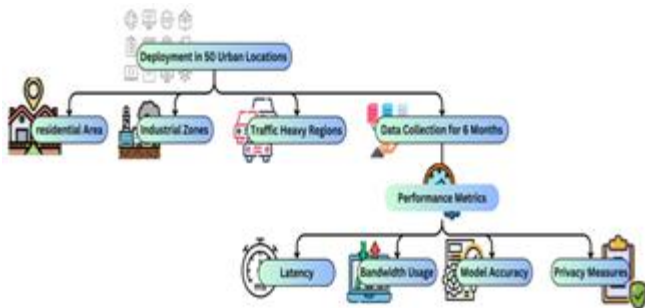 Deployment in 50 Urban Locations
residential Area
Industrial Zones
Traffic Heavy Regions
Data Collection for 6 Months
Performance Metrics
Latency
Bandwidth Usage
Model Accuracy
Privacy Measures